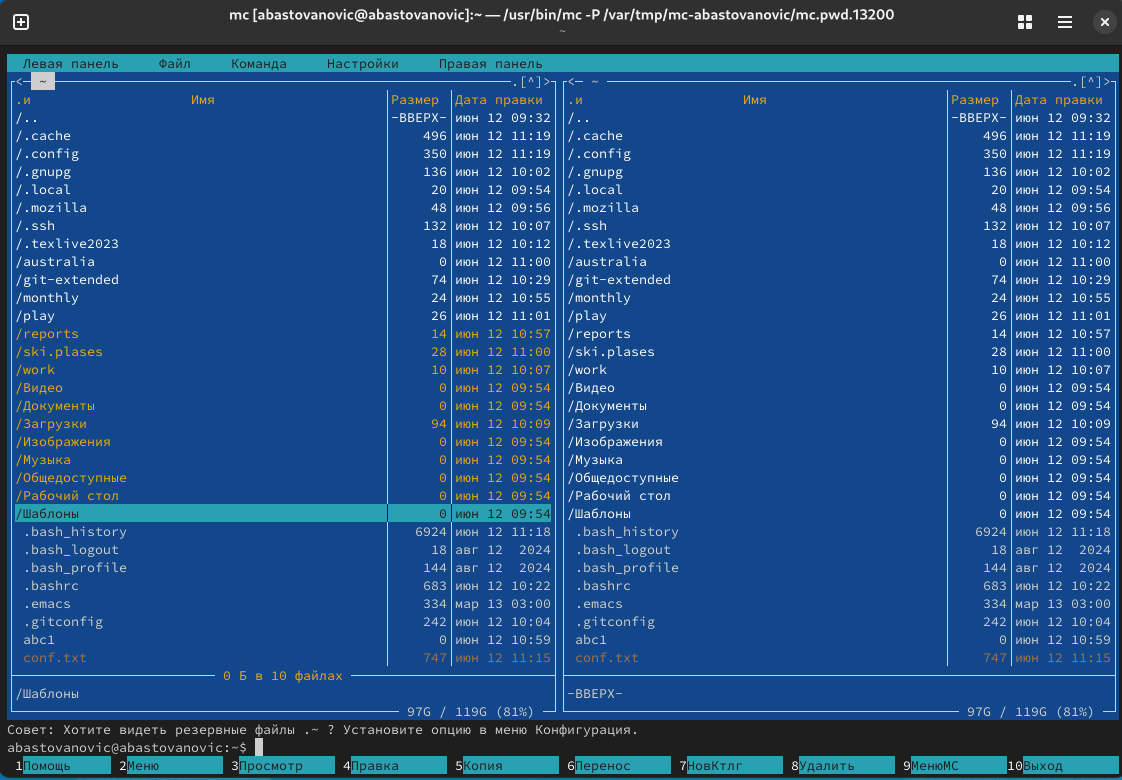 mc [abastovanovic@abastovanovic]:~ — /usr/bin/mc -P /var/tmp/mc-abastovanovic/mc.pwd.13200
~
Левая панель Файл Команда Настройки Правая панель
<─ ~ .[^]> <─ ~ .[^]>
.и Имя Размер Дата правки .и Имя Размер Дата правки
/.. -ВВЕРХ- июн 12 09:32 /.. -ВВЕРХ- июн 12 09:32
/.cache 496 июн 12 11:19 /.cache 496 июн 12 11:19
/.config 350 июн 12 11:19 /.config 350 июн 12 11:19
/.gnupg 136 июн 12 10:02 /.gnupg 136 июн 12 10:02
/.local 20 июн 12 09:54 /.local 20 июн 12 09:54
/.mozilla 48 июн 12 09:56 /.mozilla 48 июн 12 09:56
/.ssh 132 июн 12 10:07 /.ssh 132 июн 12 10:07
/.texlive2023 18 июн 12 10:12 /.texlive2023 18 июн 12 10:12
/australia 0 июн 12 11:00 /australia 0 июн 12 11:00
/git-extended 74 июн 12 10:29 /git-extended 74 июн 12 10:29
/monthly 24 июн 12 10:55 /monthly 24 июн 12 10:55
/play 26 июн 12 11:01 /play 26 июн 12 11:01
/reports 14 июн 12 10:57 /reports 14 июн 12 10:57
/ski.plases 28 июн 12 11:00 /ski.plases 28 июн 12 11:00
/work 10 июн 12 10:07 /work 10 июн 12 10:07
/Видео 0 июн 12 09:54 /Видео 0 июн 12 09:54
/Документы 0 июн 12 09:54 /Документы 0 июн 12 09:54
/Загрузки 94 июн 12 10:09 /Загрузки 94 июн 12 10:09
/Изображения 0 июн 12 09:54 /Изображения 0 июн 12 09:54
/Музыка 0 июн 12 09:54 /Музыка 0 июн 12 09:54
/Общедоступные 0 июн 12 09:54 /Общедоступные 0 июн 12 09:54
/Рабочий стол 0 июн 12 09:54 /Рабочий стол 0 июн 12 09:54
/Шаблоны 0 июн 12 09:54 /Шаблоны 0 июн 12 09:54
.bash_history 6924 июн 12 11:18 .bash_history 6924 июн 12 11:18
.bash_logout 18 авг 12 2024 .bash_logout 18 авг 12 2024
.bash_profile 144 авг 12 2024 .bash_profile 144 авг 12 2024
.bashrc 683 июн 12 10:22 .bashrc 683 июн 12 10:22
.emacs 334 мар 13 03:00 .emacs 334 мар 13 03:00
.gitconfig 242 июн 12 10:04 .gitconfig 242 июн 12 10:04
abc1 0 июн 12 10:59 abc1 0 июн 12 10:59
conf.txt 747 июн 12 11:15 conf.txt 747 июн 12 11:15
0 Б в 10 файлах
/Шаблоны -ВВЕРХ-
97G / 119G (81%) 97G / 119G (81%)
Совет: Хотите видеть резервные файлы .~ ? Установите опцию в меню Конфигурация.
abastovanovic@abastovanovic:~$
1Помощь 2Меню 3Просмотр 4Правка 5Копия 6Перенос 7НовКтлг 8Удалить 9МенюMC 10Выход